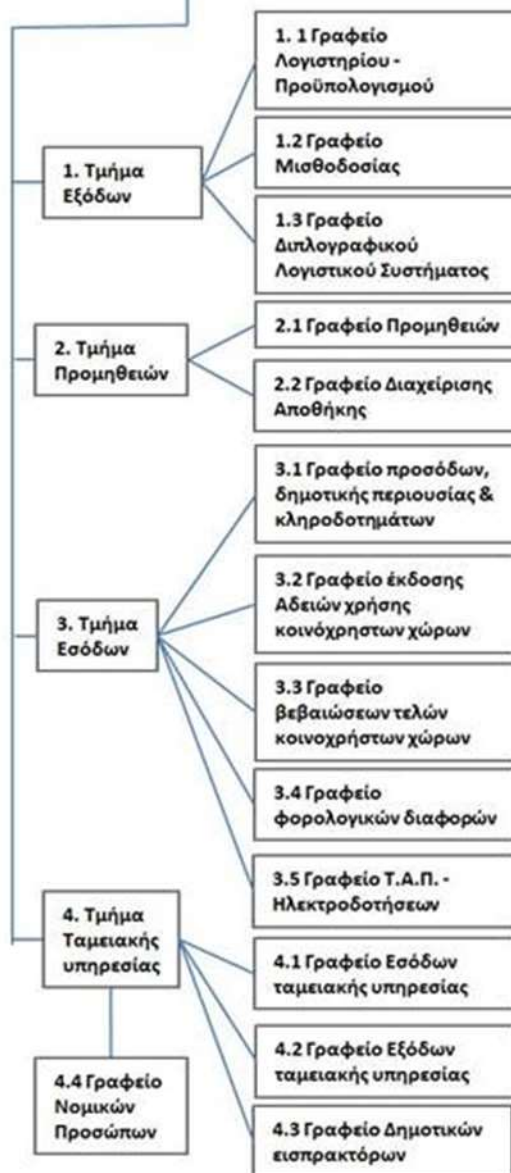 1. Τμήμα
Εξόδων
1. 1 Γραφείο
Λογιστηρίου -
Προϋπολογισμού
1.2 Γραφείο
Μισθοδοσίας
1.3 Γραφείο
Διπλογραφικού
Λογιστικού Συστήματος
2. Τμήμα
Προμηθειών
2.1 Γραφείο Προμηθειών
2.2 Γραφείο Διαχείρισης
Αποθήκης
3. Τμήμα
Εσόδων
3.1 Γραφείο προσόδων,
δημοτικής περιουσίας &
κληροδοτημάτων
3.2 Γραφείο έκδοσης
Αδειών χρήσης
κοινόχρηστων χώρων
3.3 Γραφείο
βεβαιώσεων τελών
κοινοχρήστων χώρων
3.4 Γραφείο
φορολογικών διαφορών
3.5 Γραφείο Τ.Α.Π. -
Ηλεκτροδοτήσεων
4. Τμήμα
Ταμειακής
υπηρεσίας
4.1 Γραφείο Εσόδων
ταμειακής υπηρεσίας
4.2 Γραφείο Εξόδων
ταμειακής υπηρεσίας
4.3 Γραφείο Δημοτικών
εισπρακτόρων
4.4 Γραφείο
Νομικών
Προσώπων